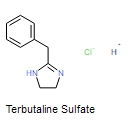 Cl⁻
H⁺
HN
N
Terbutaline Sulfate